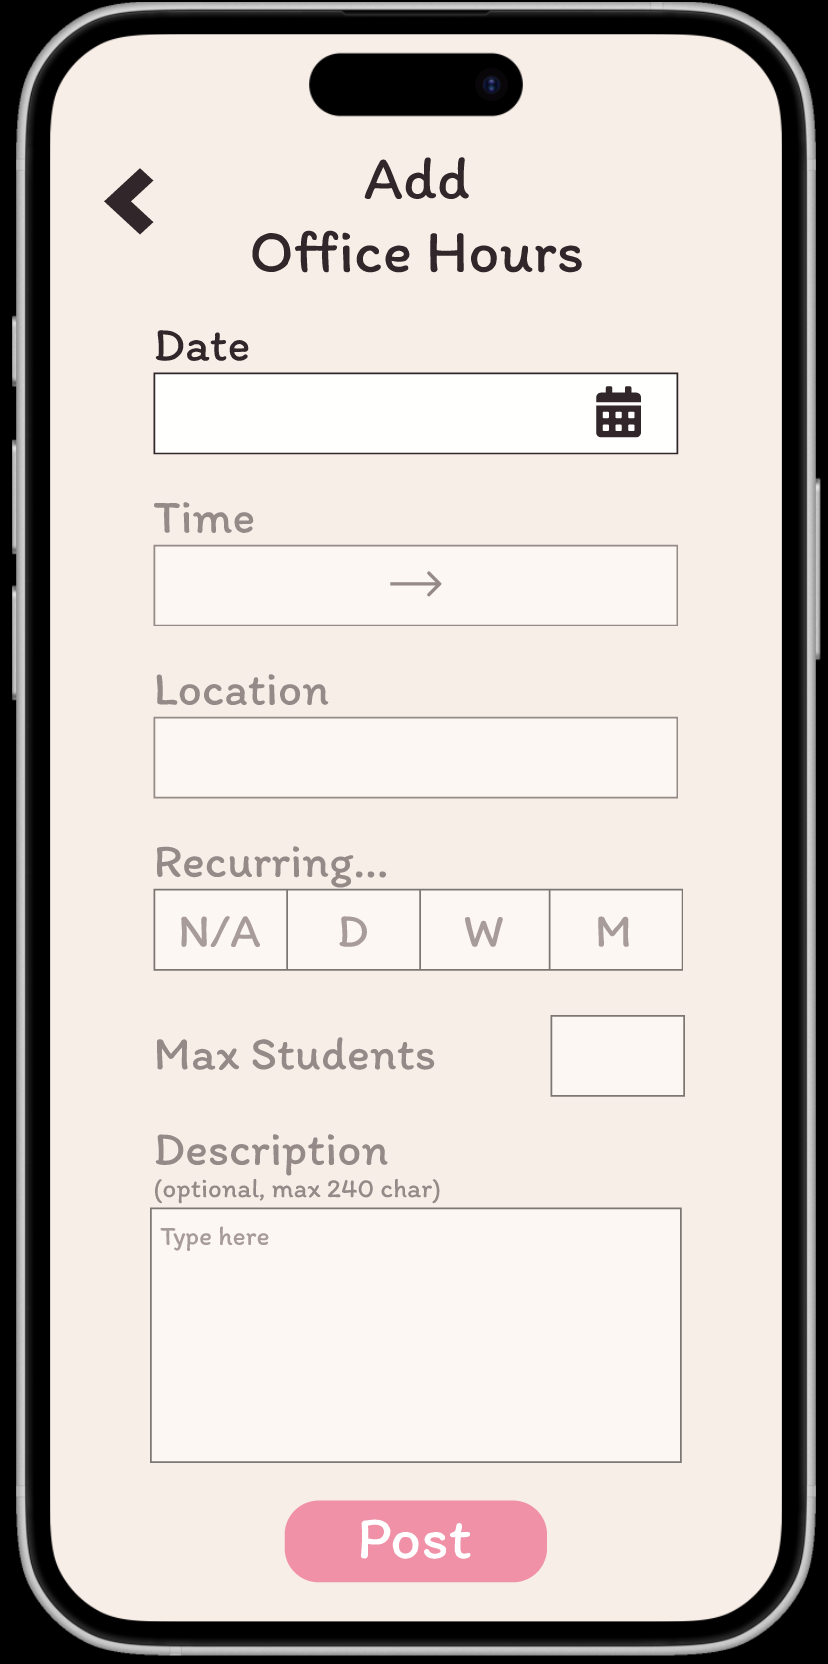 Add
Office Hours
Date
Time
Location
Recurring...
N/A D W M
Max Students
Description
(optional, max 240 char)
Type here
Post